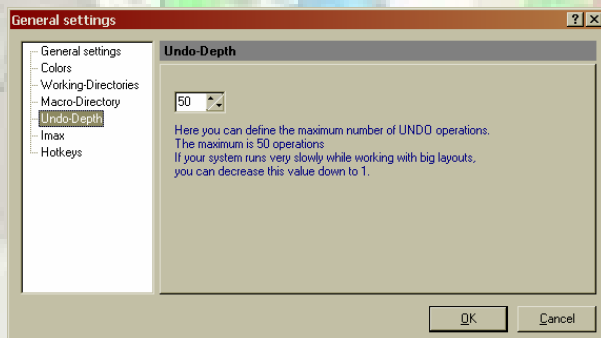 General settings
General settings
Colors
Working-Directories
Macro-Directory
Undo-Depth
Imax
Hotkeys
Undo-Depth
50
Here you can define the maximum number of UNDO operations.
The maximum is 50 operations
If your system runs very slowly while working with big layouts,
you can decrease this value down to 1.
OK
Cancel